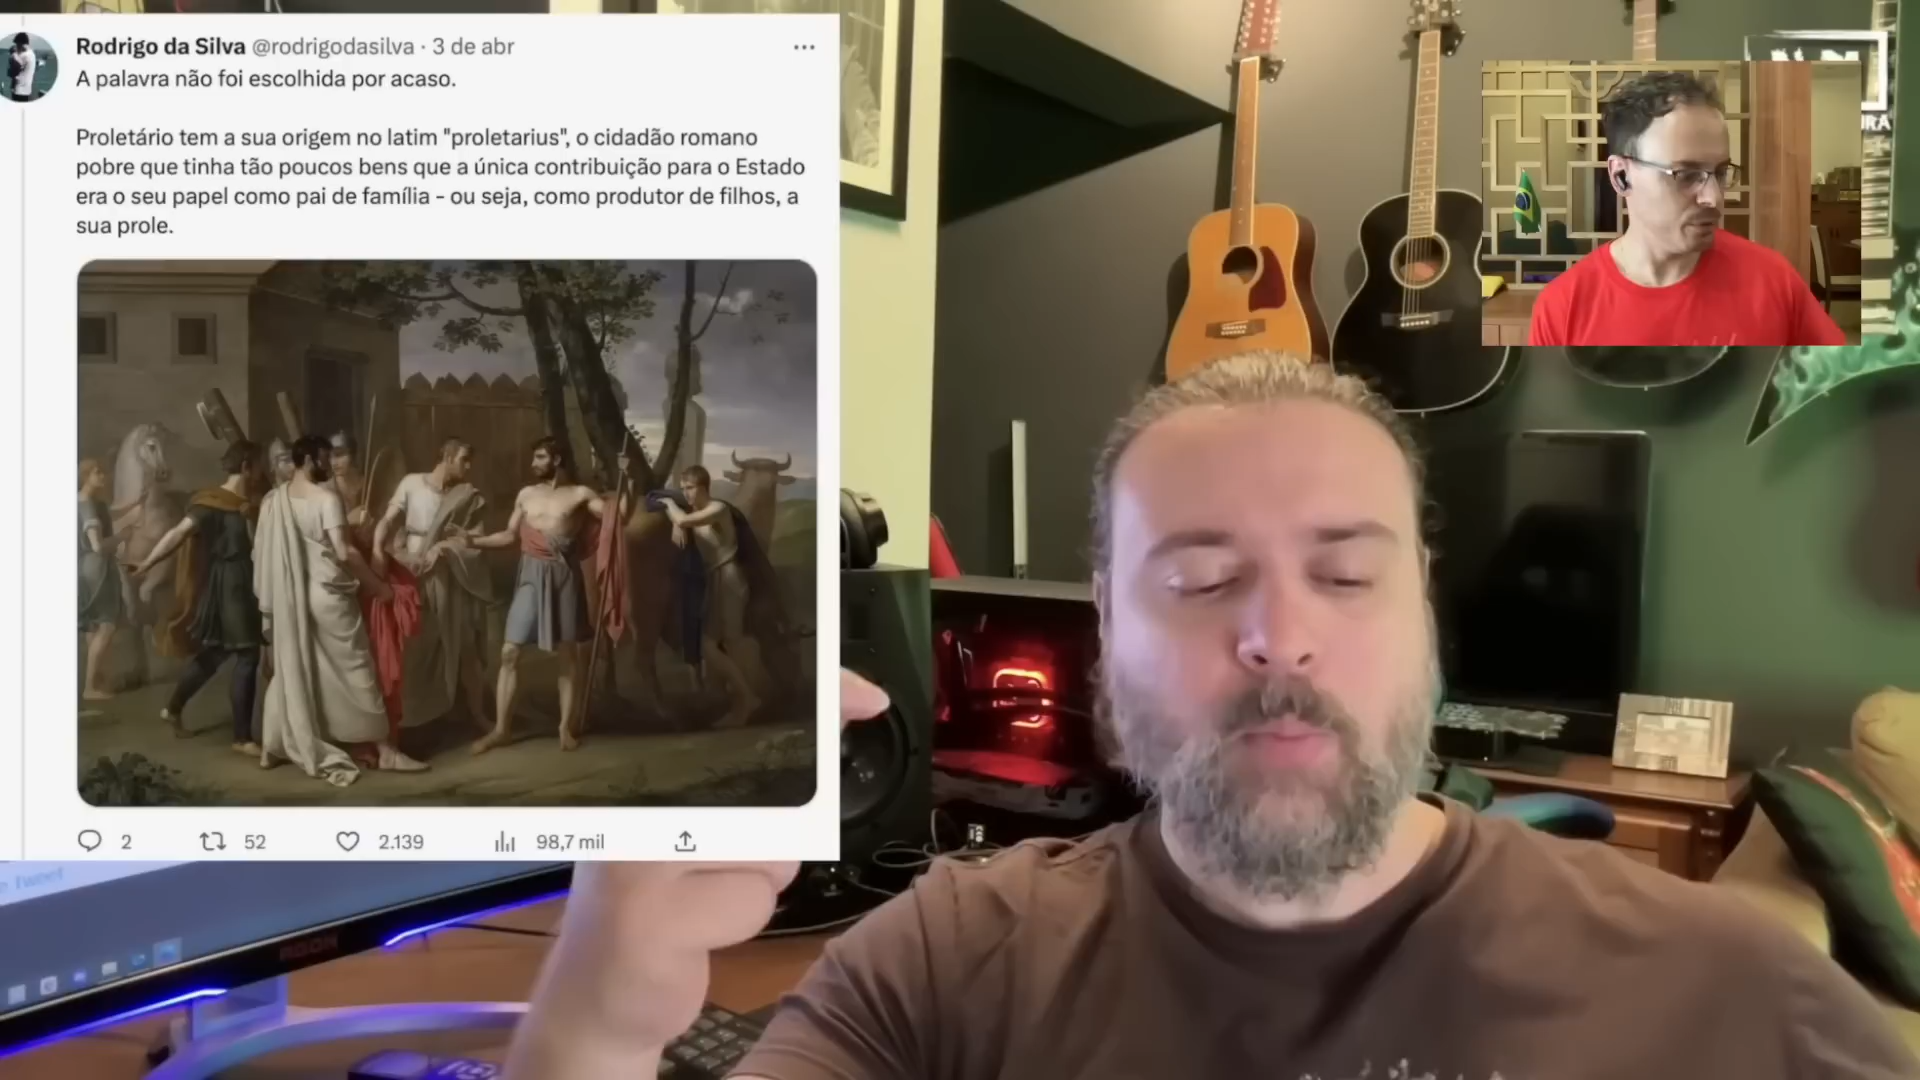 Rodrigo da Silva @rodrigodasilva · 3 de abr
A palavra não foi escolhida por acaso.
Proletário tem a sua origem no latim "proletarius", o cidadão romano
pobre que tinha tão poucos bens que a única contribuição para o Estado
era o seu papel como pai de família - ou seja, como produtor de filhos, a
sua prole.
2 52 2.139 98,7 mil
Tweet